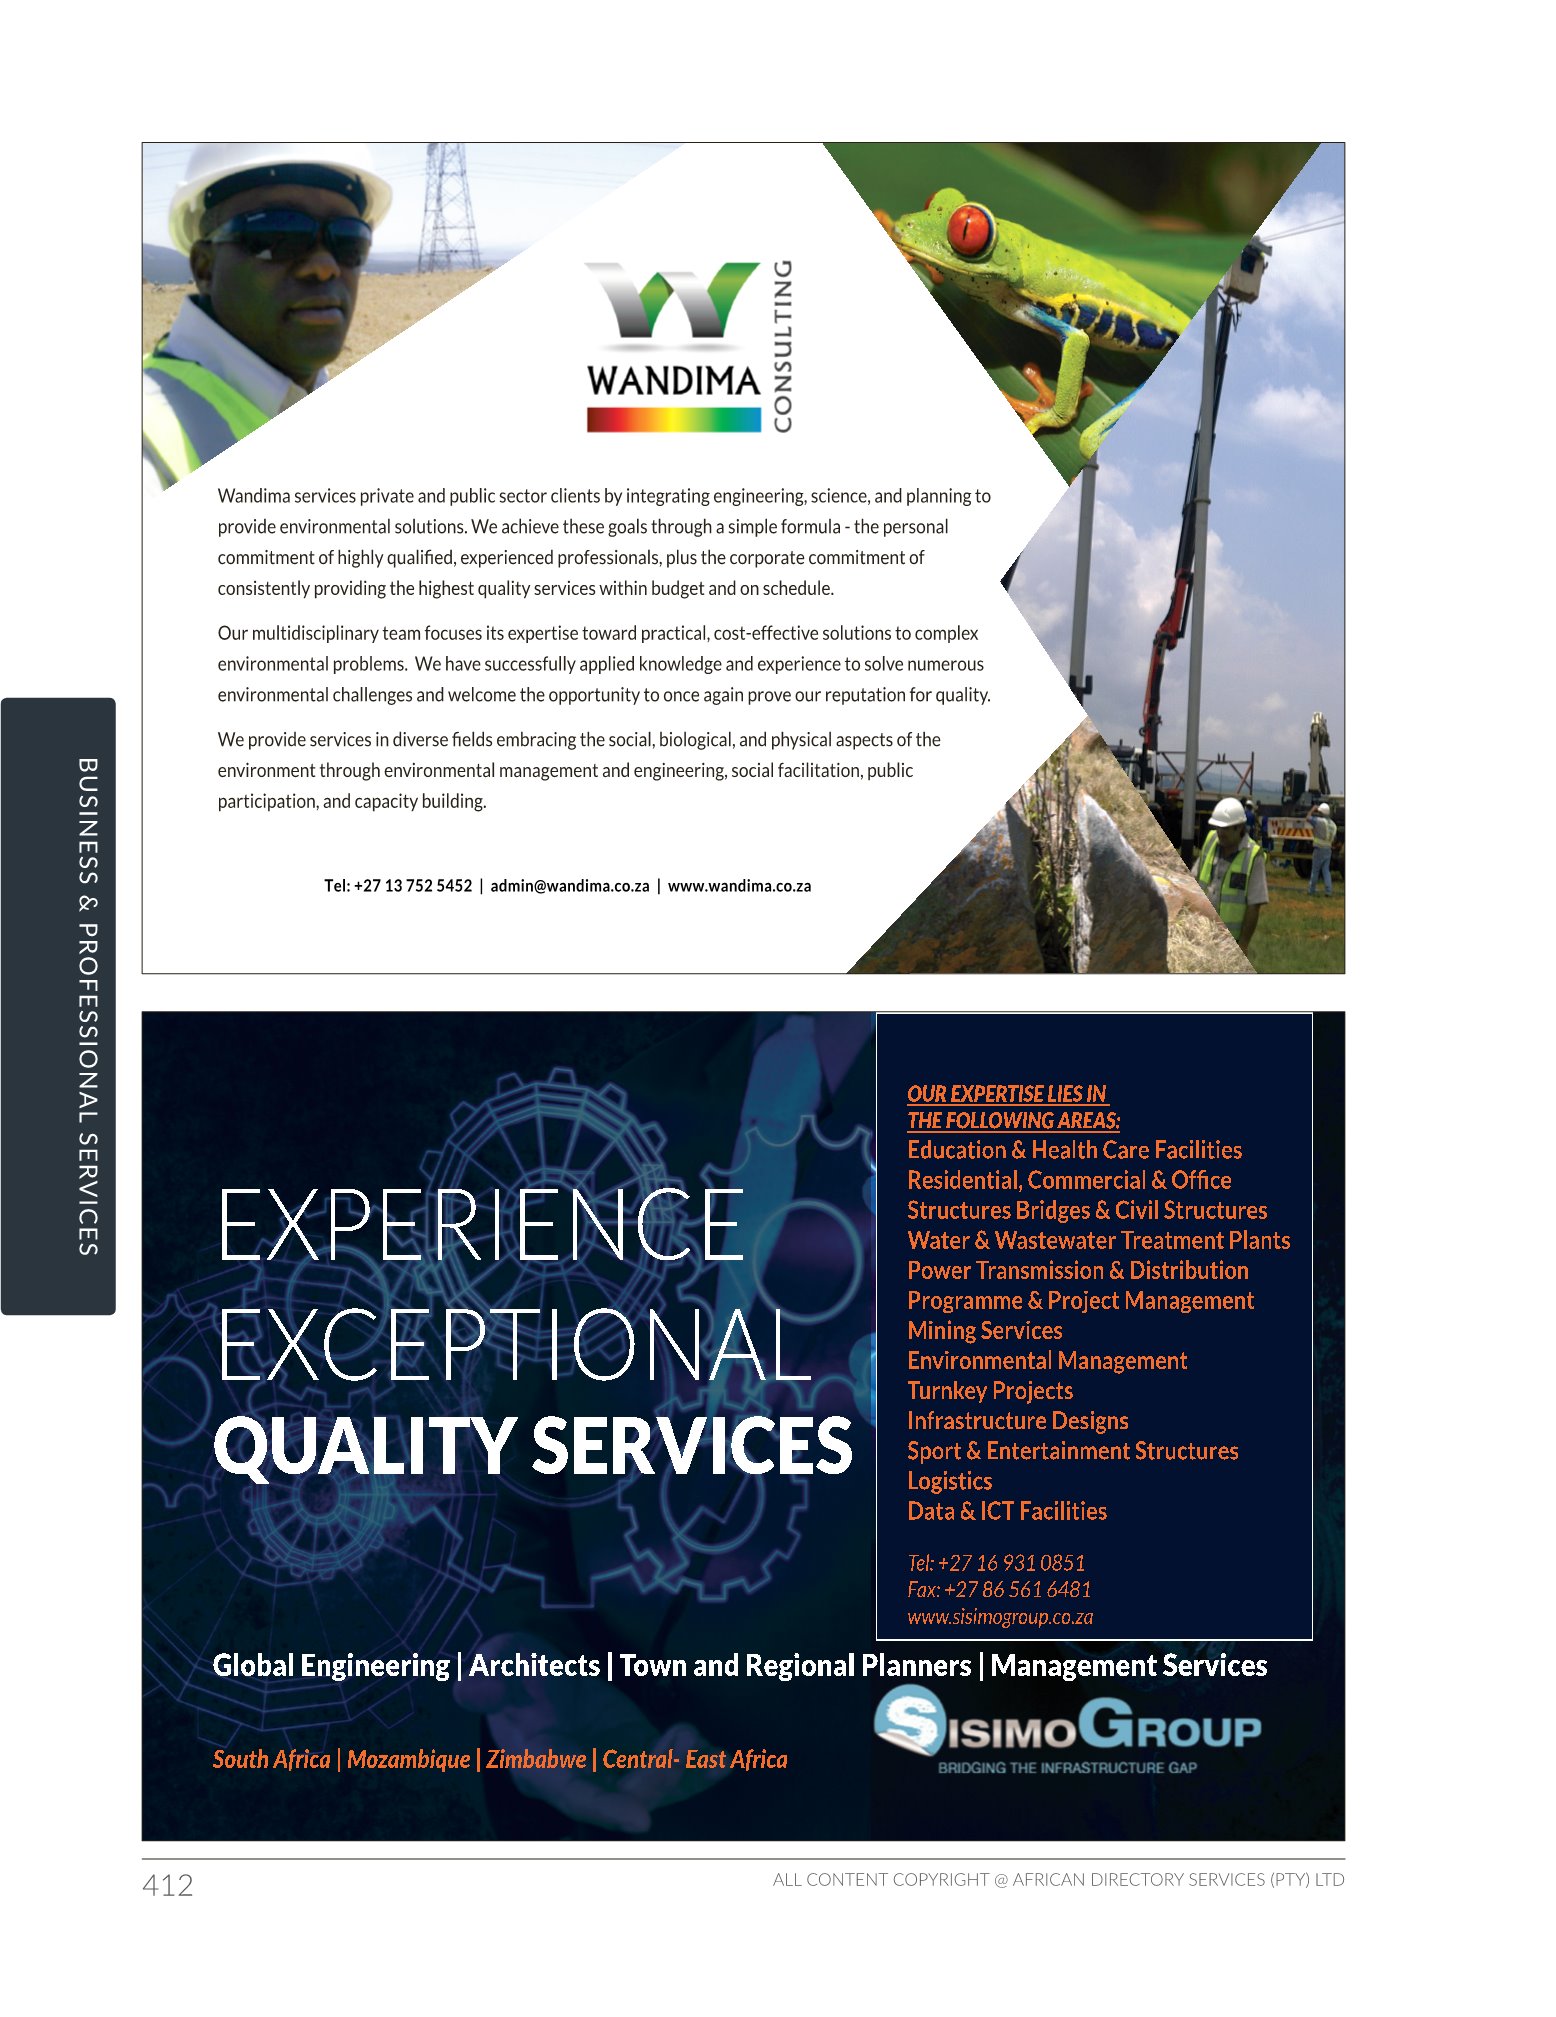 WANDIMA
CONSULTING
Wandima services private and public sector clients by integrating engineering, science, and planning to
provide environmental solutions. We achieve these goals through a simple formula - the personal
commitment of highly qualified, experienced professionals, plus the corporate commitment of
consistently providing the highest quality services within budget and on schedule.
Our multidisciplinary team focuses its expertise toward practical, cost-effective solutions to complex
environmental problems.  We have successfully applied knowledge and experience to solve numerous
environmental challenges and welcome the opportunity to once again prove our reputation for quality.
We provide services in diverse fields embracing the social, biological, and physical aspects of the
environment through environmental management and engineering, social facilitation, public
participation, and capacity building.
Tel: +27 13 752 5452 | admin@wandima.co.za | www.wandima.co.za
BUSINESS & PROFESSIONAL SERVICES
EXPERIENCE
EXCEPTIONAL
QUALITY SERVICES
OUR EXPERTISE LIES IN
THE FOLLOWING AREAS:
Education & Health Care Facilities
Residential, Commercial & Office
Structures Bridges & Civil Structures
Water & Wastewater Treatment Plants
Power Transmission & Distribution
Programme & Project Management
Mining Services
Environmental Management
Turnkey Projects
Infrastructure Designs
Sport & Entertainment Structures
Logistics
Data & ICT Facilities
Tel: +27 16 931 0851
Fax: +27 86 561 6481
www.sisimogroup.co.za
Global Engineering | Architects | Town and Regional Planners | Management Services
SISIMOGROUP
BRIDGING THE INFRASTRUCTURE GAP
South Africa | Mozambique | Zimbabwe | Central- East Africa
412
ALL CONTENT COPYRIGHT @ AFRICAN DIRECTORY SERVICES (PTY) LTD